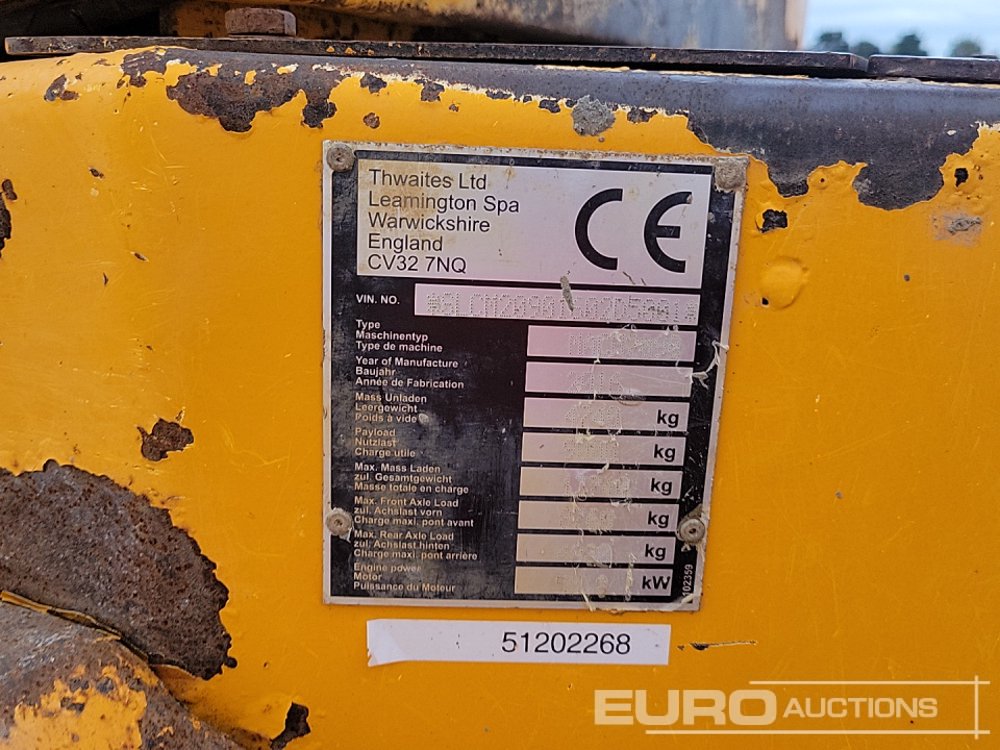 Thwaites Ltd
Leamington Spa
Warwickshire
England
CV32 7NQ
CE
VIN. NO.
Type
Maschinentyp
Type de machine
Year of Manufacture
Baujahr
Année de Fabrication
Mass Unladen
Leergewicht
Poids à vide
kg
Payload
Nutzlast
Charge utile
kg
Max. Mass Laden
zul. Gesamtgewicht
Masse totale en charge
kg
Max. Front Axle Load
zul. Achslast vorn
Charge maxi. pont avant
kg
Max. Rear Axle Load
zul. Achslast hinten
Charge maxi. pont arrière
kg
Engine power
Motor
Puissance du Moteur
kW
51202268
EURO AUCTIONS